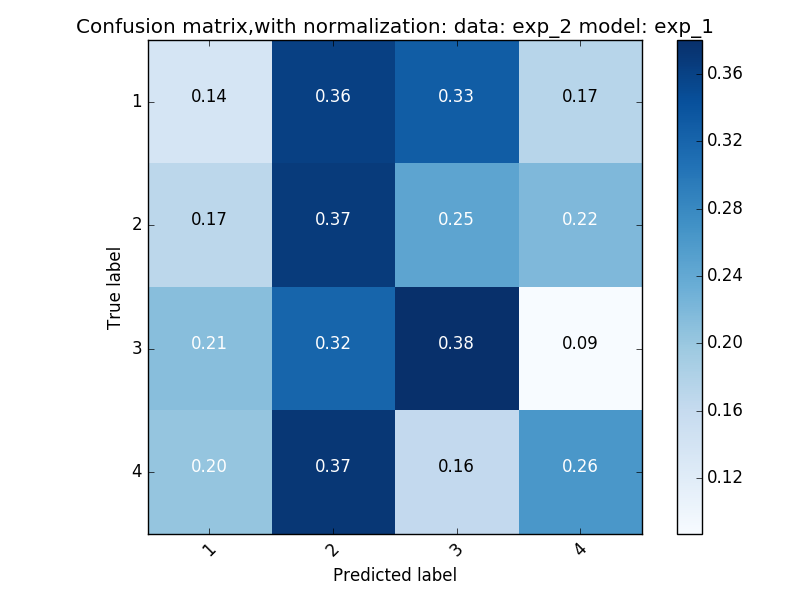 Confusion matrix,with normalization: data: exp_2 model: exp_1
True label
1 0.14 0.36 0.33 0.17
2 0.17 0.37 0.25 0.22
3 0.21 0.32 0.38 0.09
4 0.20 0.37 0.16 0.26
1 2 3 4
Predicted label
0.36
0.32
0.28
0.24
0.20
0.16
0.12